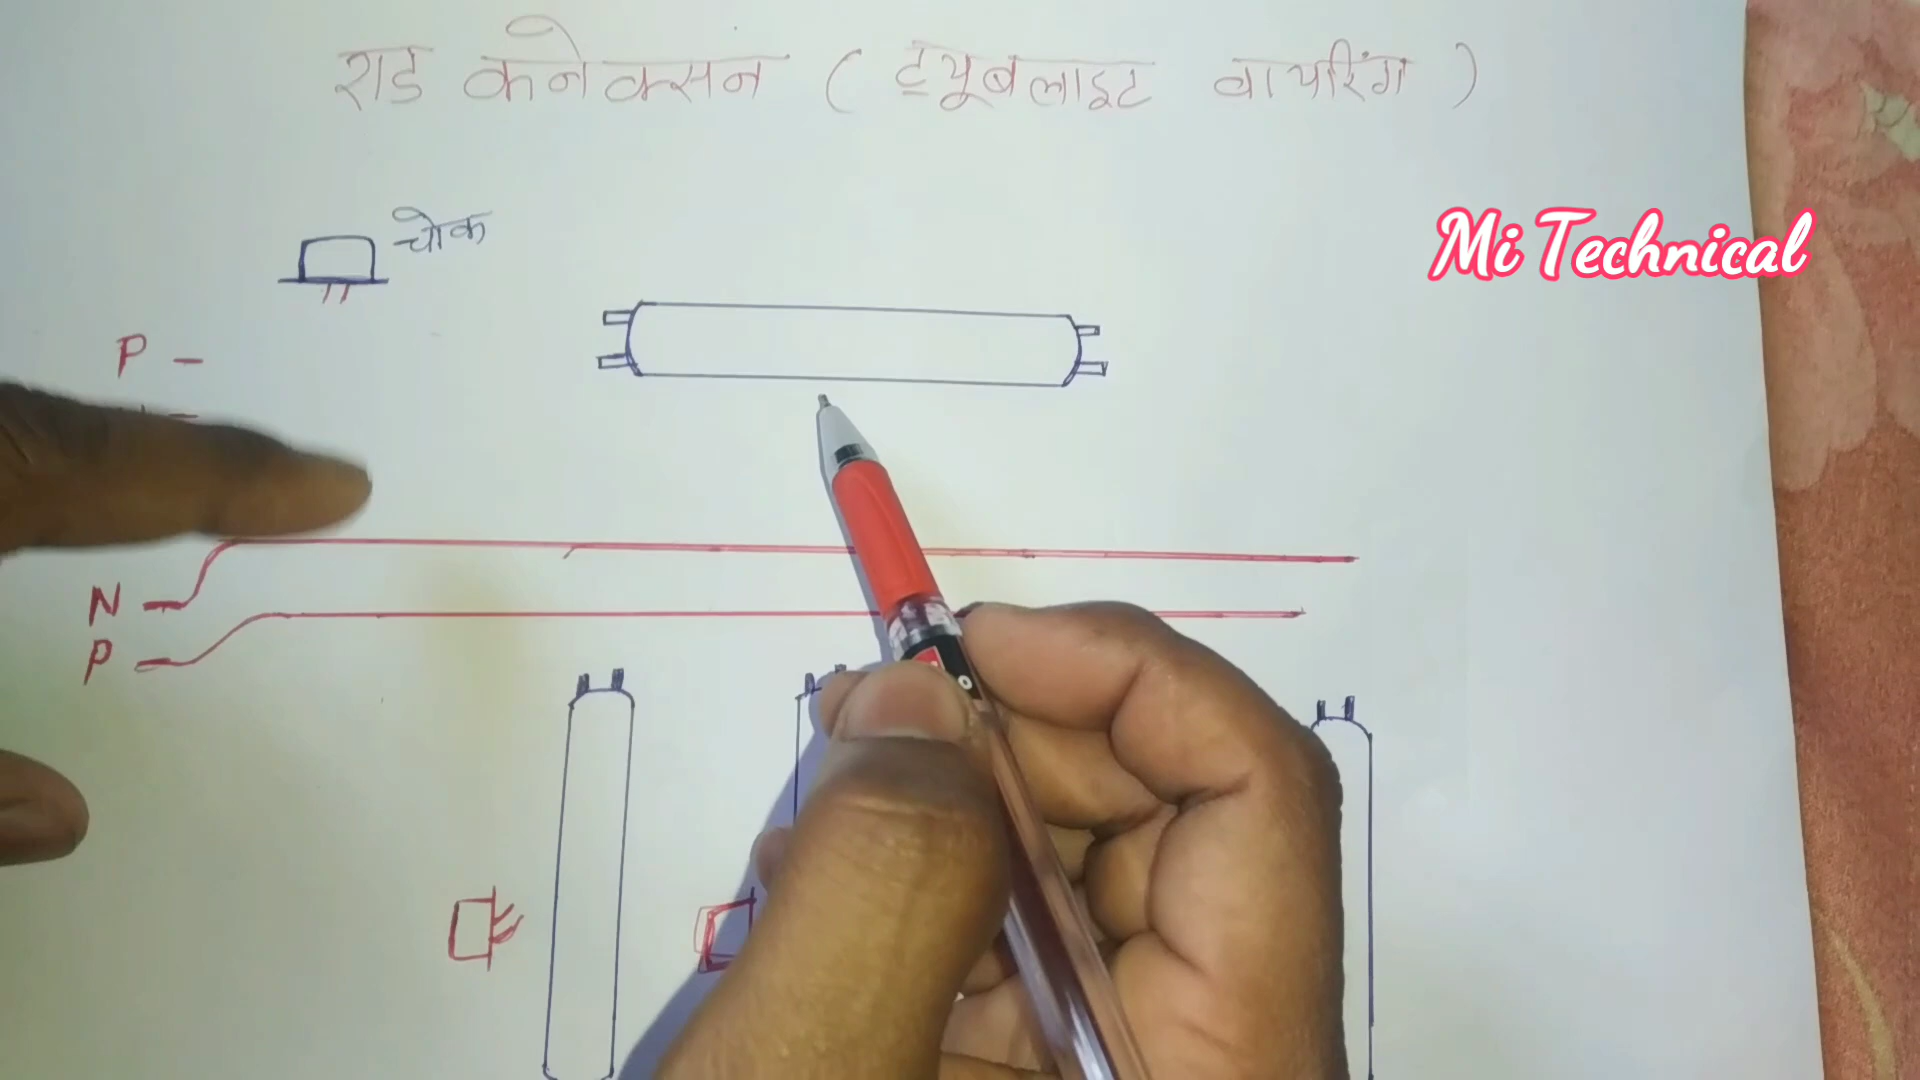 राड कनेक्सन ( ट्यूबलाइट वायरिंग )
चोक
Mi Technical
P -
N
P